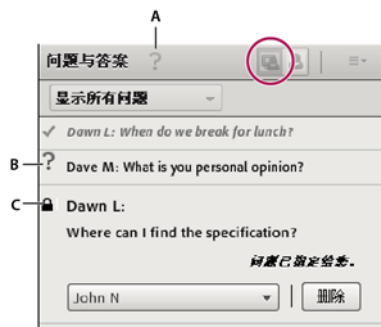 A
问题与答案 ?
显示所有问题
Dawn L: When do we break for lunch?
B ? Dave M: What is you personal opinion?
C Dawn L:
Where can I find the specification?
问题已指定给您。
John N 删除